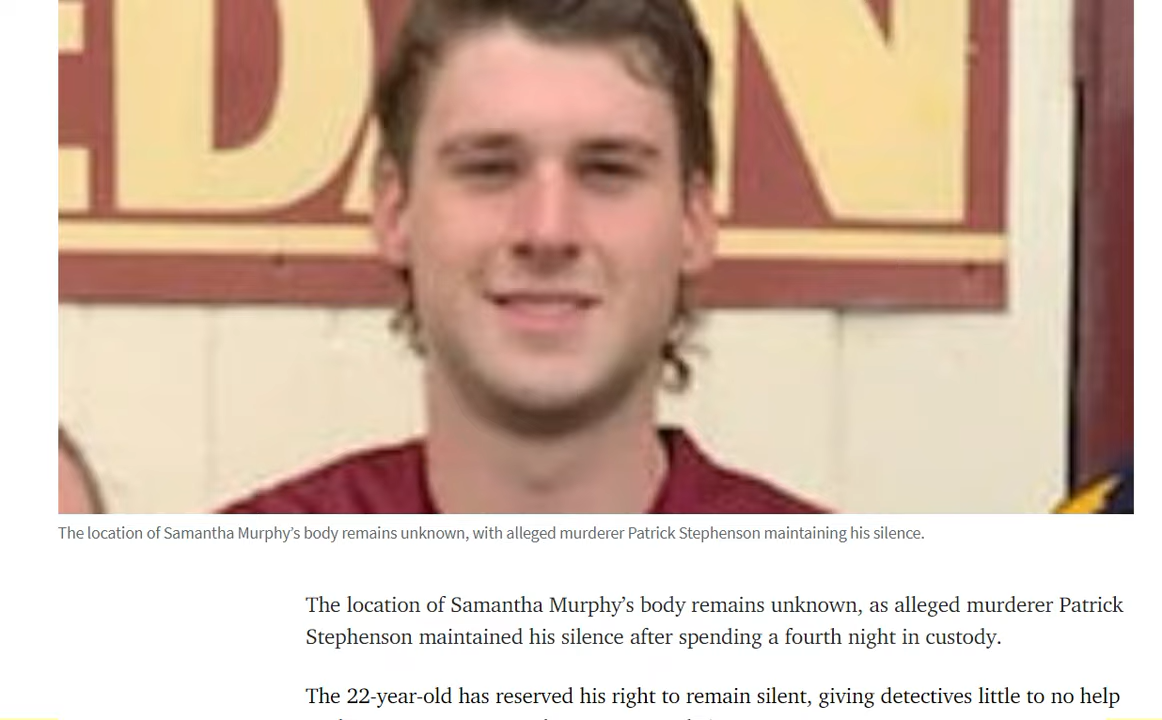 EDAN
The location of Samantha Murphy’s body remains unknown, with alleged murderer Patrick Stephenson maintaining his silence.
The location of Samantha Murphy’s body remains unknown, as alleged murderer Patrick
Stephenson maintained his silence after spending a fourth night in custody.
The 22-year-old has reserved his right to remain silent, giving detectives little to no help